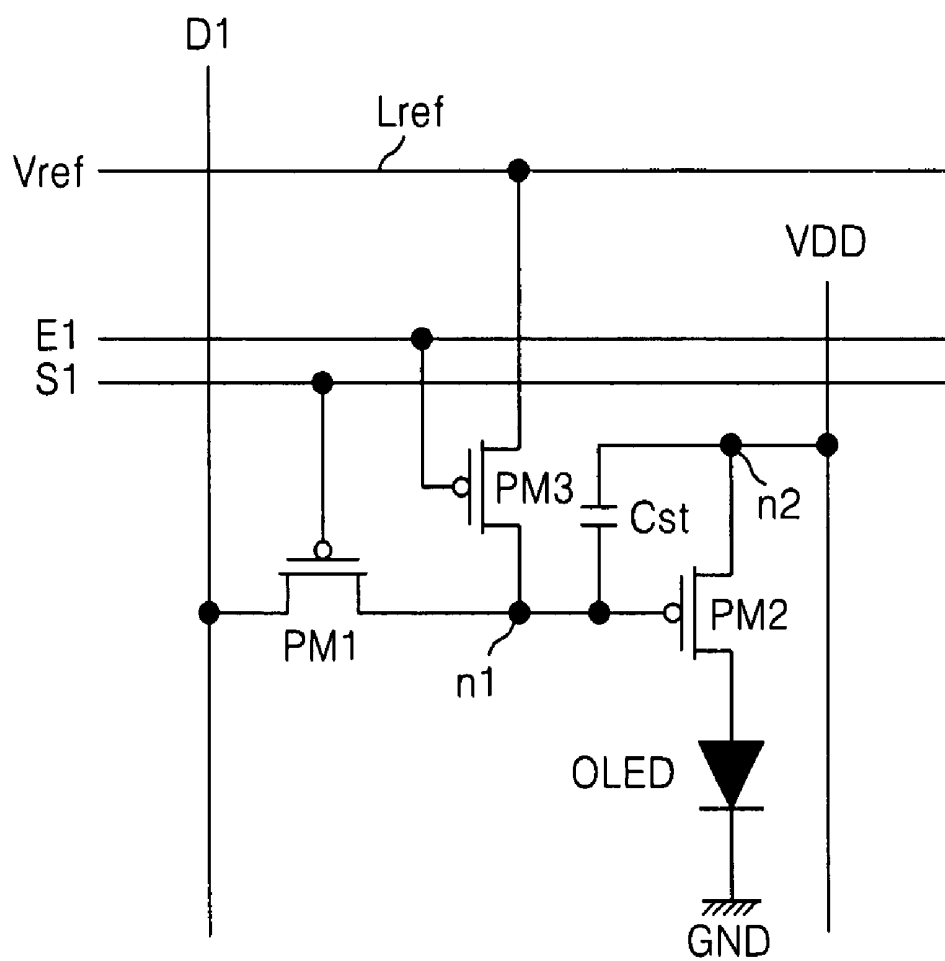 D1
Lref
Vref
VDD
E1
S1
PM3
Cst
n2
PM2
PM1
n1
OLED
GND